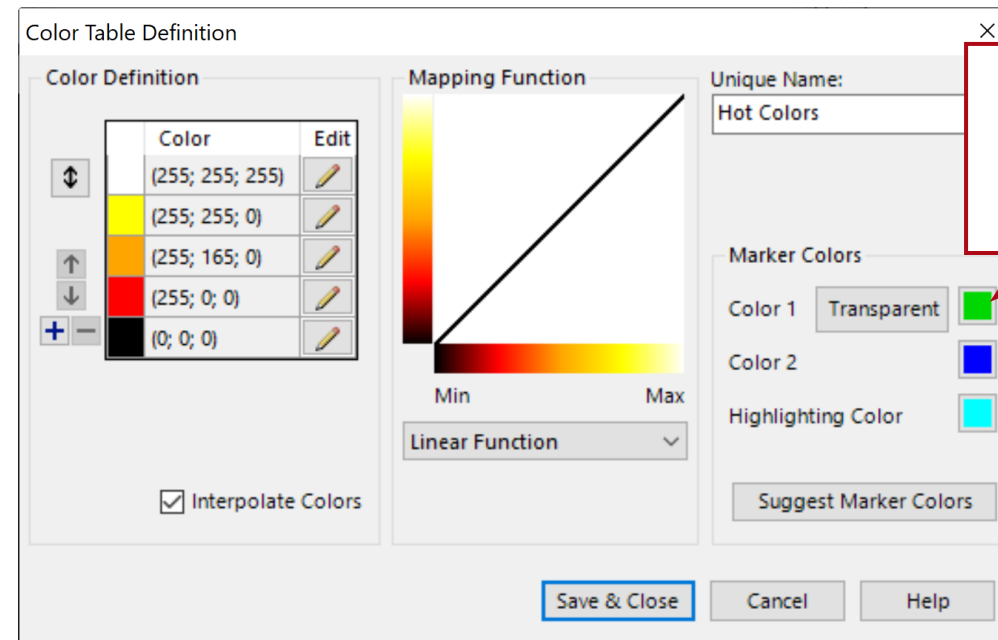 Color Table Definition
Color Definition
Color Edit
(255; 255; 255)
(255; 255; 0)
(255; 165; 0)
(255; 0; 0)
(0; 0; 0)
Interpolate Colors
Mapping Function
Min Max
Linear Function
Unique Name:
Hot Colors
Marker Colors
Color 1 Transparent
Color 2
Highlighting Color
Suggest Marker Colors
Save & Close Cancel Help